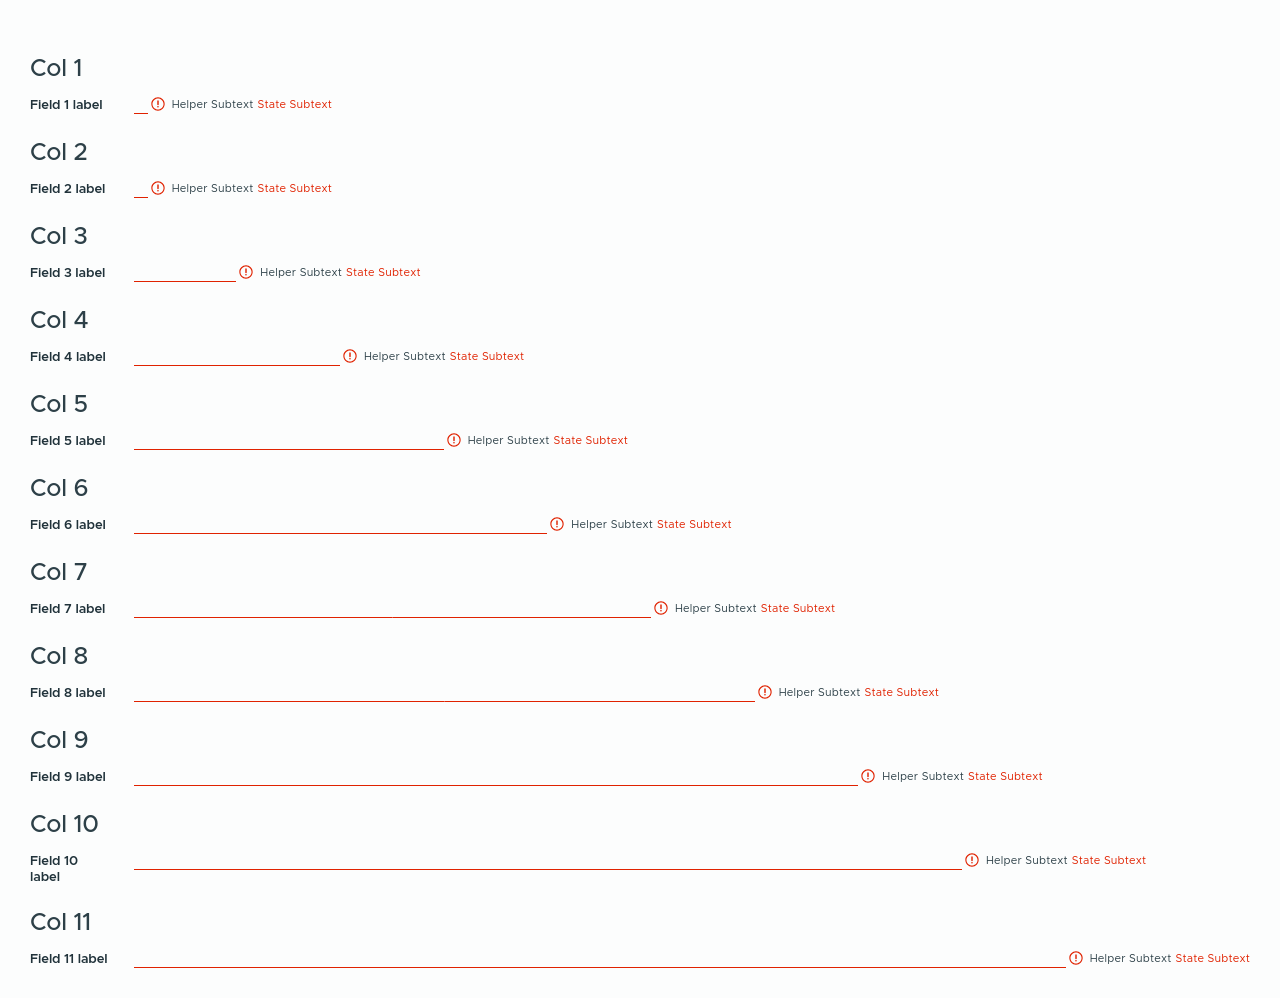 Col 1
Field 1 label Helper Subtext State Subtext
Col 2
Field 2 label Helper Subtext State Subtext
Col 3
Field 3 label Helper Subtext State Subtext
Col 4
Field 4 label Helper Subtext State Subtext
Col 5
Field 5 label Helper Subtext State Subtext
Col 6
Field 6 label Helper Subtext State Subtext
Col 7
Field 7 label Helper Subtext State Subtext
Col 8
Field 8 label Helper Subtext State Subtext
Col 9
Field 9 label Helper Subtext State Subtext
Col 10
Field 10 Helper Subtext State Subtext
label
Col 11
Field 11 label Helper Subtext State Subtext